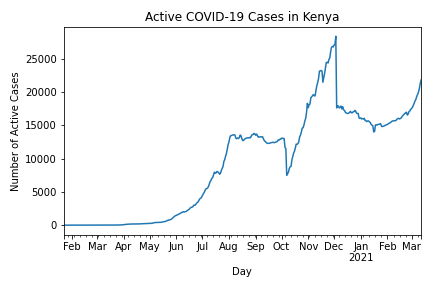 Active COVID-19 Cases in Kenya
Number of Active Cases
25000
20000
15000
10000
5000
0
Feb Mar Apr May Jun Jul Aug Sep Oct Nov Dec Jan Feb Mar
2021
Day